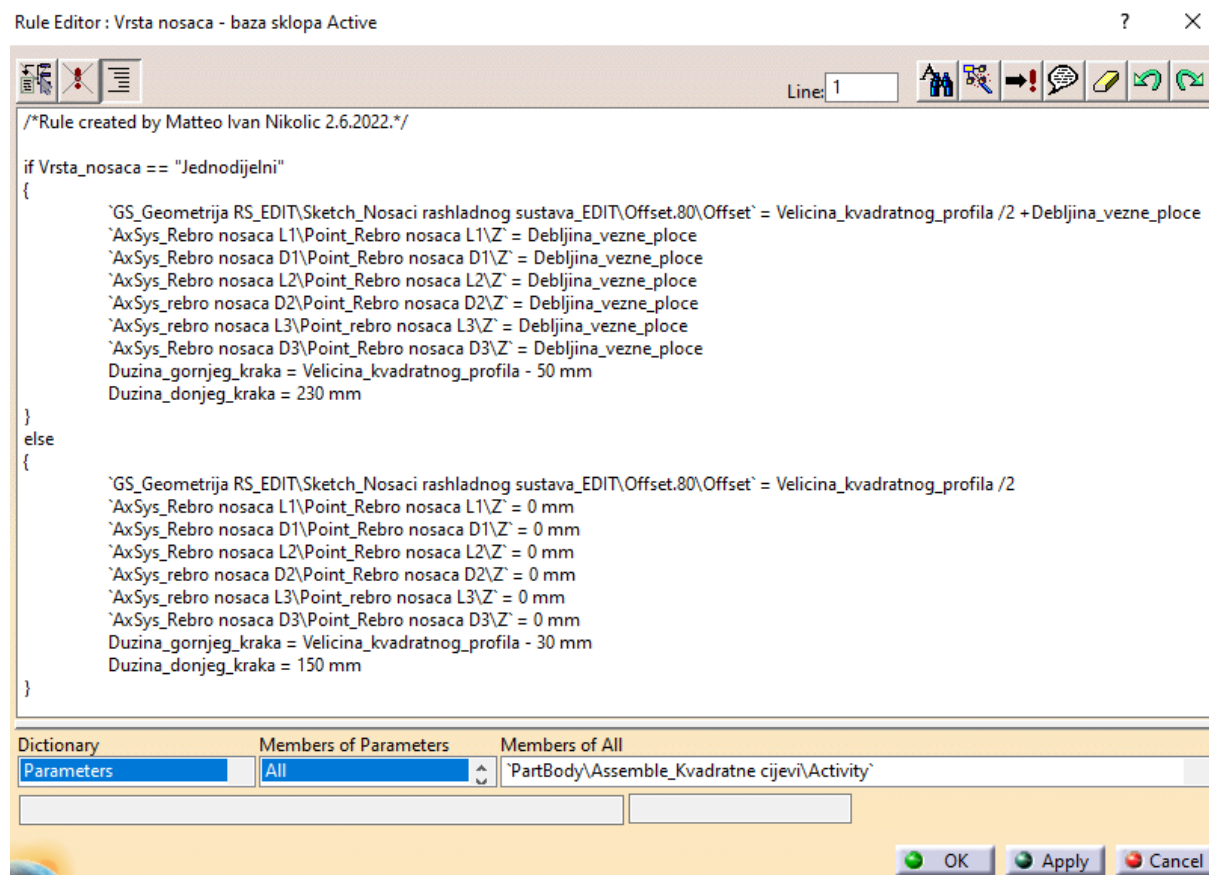 Rule Editor : Vrsta nosaca - baza sklopa Active ? ×
Line: 1
/*Rule created by Matteo Ivan Nikolic 2.6.2022.*/
if Vrsta_nosaca == "Jednodijelni"
{
`GS_Geometrija RS_EDIT\Sketch_Nosaci rashladnog sustava_EDIT\Offset.80\Offset` = Velicina_kvadratnog_profila /2 +Debljina_vezne_ploce
`AxSys_Rebro nosaca L1\Point_Rebro nosaca L1\Z` = Debljina_vezne_ploce
`AxSys_Rebro nosaca D1\Point_Rebro nosaca D1\Z` = Debljina_vezne_ploce
`AxSys_Rebro nosaca L2\Point_Rebro nosaca L2\Z` = Debljina_vezne_ploce
`AxSys_rebro nosaca D2\Point_Rebro nosaca D2\Z` = Debljina_vezne_ploce
`AxSys_rebro nosaca L3\Point_rebro nosaca L3\Z` = Debljina_vezne_ploce
`AxSys_Rebro nosaca D3\Point_Rebro nosaca D3\Z` = Debljina_vezne_ploce
Duzina_gornjeg_kraka = Velicina_kvadratnog_profila - 50 mm
Duzina_donjeg_kraka = 230 mm
}
else
{
`GS_Geometrija RS_EDIT\Sketch_Nosaci rashladnog sustava_EDIT\Offset.80\Offset` = Velicina_kvadratnog_profila /2
`AxSys_Rebro nosaca L1\Point_Rebro nosaca L1\Z` = 0 mm
`AxSys_Rebro nosaca D1\Point_Rebro nosaca D1\Z` = 0 mm
`AxSys_Rebro nosaca L2\Point_Rebro nosaca L2\Z` = 0 mm
`AxSys_rebro nosaca D2\Point_Rebro nosaca D2\Z` = 0 mm
`AxSys_rebro nosaca L3\Point_rebro nosaca L3\Z` = 0 mm
`AxSys_Rebro nosaca D3\Point_Rebro nosaca D3\Z` = 0 mm
Duzina_gornjeg_kraka = Velicina_kvadratnog_profila - 30 mm
Duzina_donjeg_kraka = 150 mm
}
Dictionary Members of Parameters Members of All
Parameters All `PartBody\Assemble_Kvadratne cijevi\Activity`
OK Apply Cancel